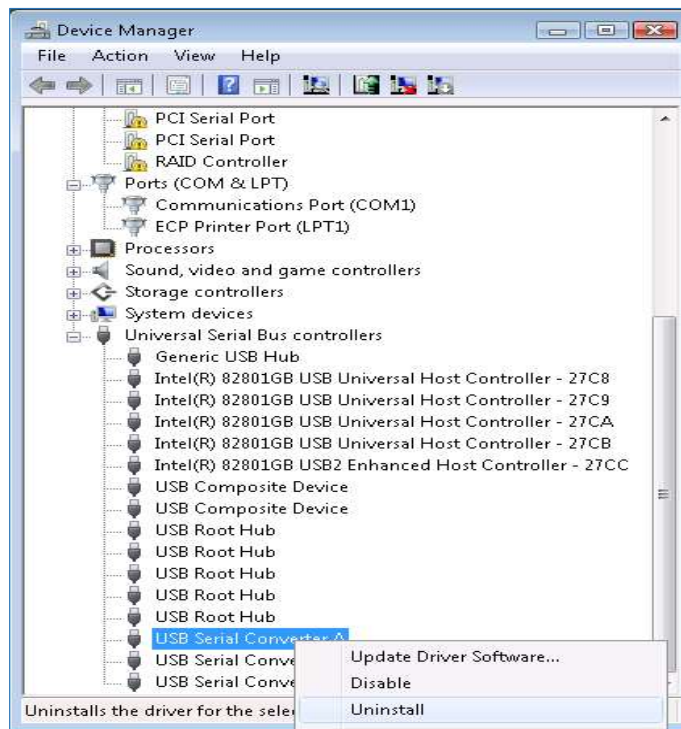 Device Manager
File Action View Help
PCI Serial Port
PCI Serial Port
RAID Controller
Ports (COM & LPT)
Communications Port (COM1)
ECP Printer Port (LPT1)
Processors
Sound, video and game controllers
Storage controllers
System devices
Universal Serial Bus controllers
Generic USB Hub
Intel(R) 82801GB USB Universal Host Controller - 27C8
Intel(R) 82801GB USB Universal Host Controller - 27C9
Intel(R) 82801GB USB Universal Host Controller - 27CA
Intel(R) 82801GB USB Universal Host Controller - 27CB
Intel(R) 82801GB USB2 Enhanced Host Controller - 27CC
USB Composite Device
USB Composite Device
USB Root Hub
USB Root Hub
USB Root Hub
USB Root Hub
USB Root Hub
USB Serial Converter A
USB Serial Conve
USB Serial Conve
Update Driver Software...
Disable
Uninstall
Uninstalls the driver for the sele